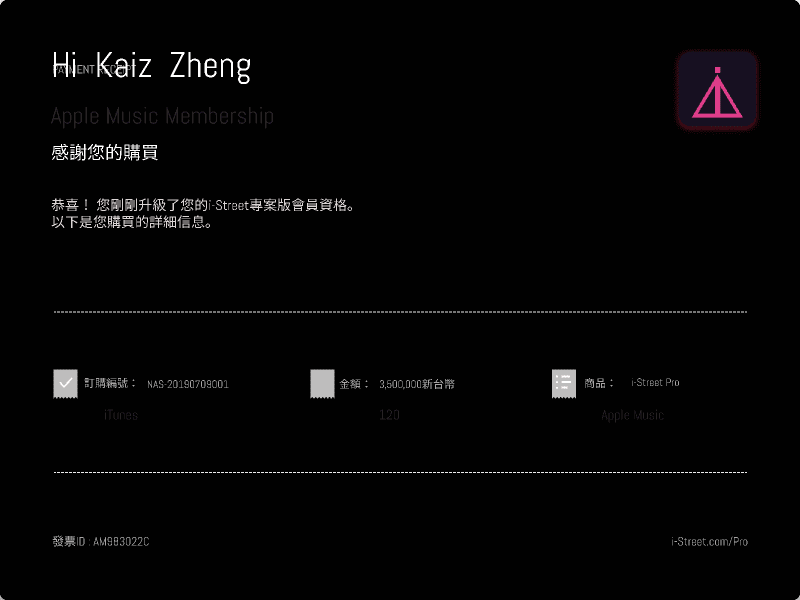 Hi Kaiz Zheng
PAYMENT RECEIPT
Apple Music Membership
感謝您的購買
恭喜！ 您剛剛升級了您的i-Street專案版會員資格。
以下是您購買的詳細信息。
訂購編號： NAS-20190709001
金額： 3,500,000新台幣
商品： i-Street Pro
iTunes
120
Apple Music
發票ID : AM983022C
i-Street.com/Pro